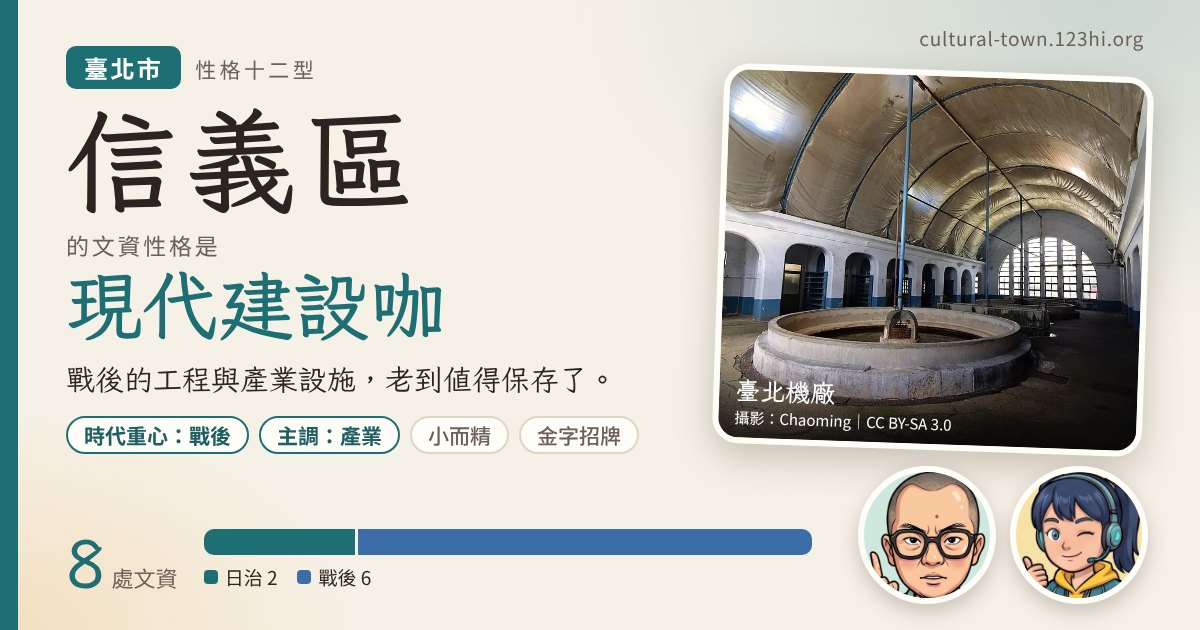 臺北市 性格十二型
cultural-town.123hi.org
信義區
的文資性格是
現代建設咖
戰後的工程與產業設施，老到值得保存了。
時代重心：戰後 主調：產業 小而精 金字招牌
臺北機廠
攝影：Chaoming｜CC BY-SA 3.0
8 處文資
日治 2 戰後 6